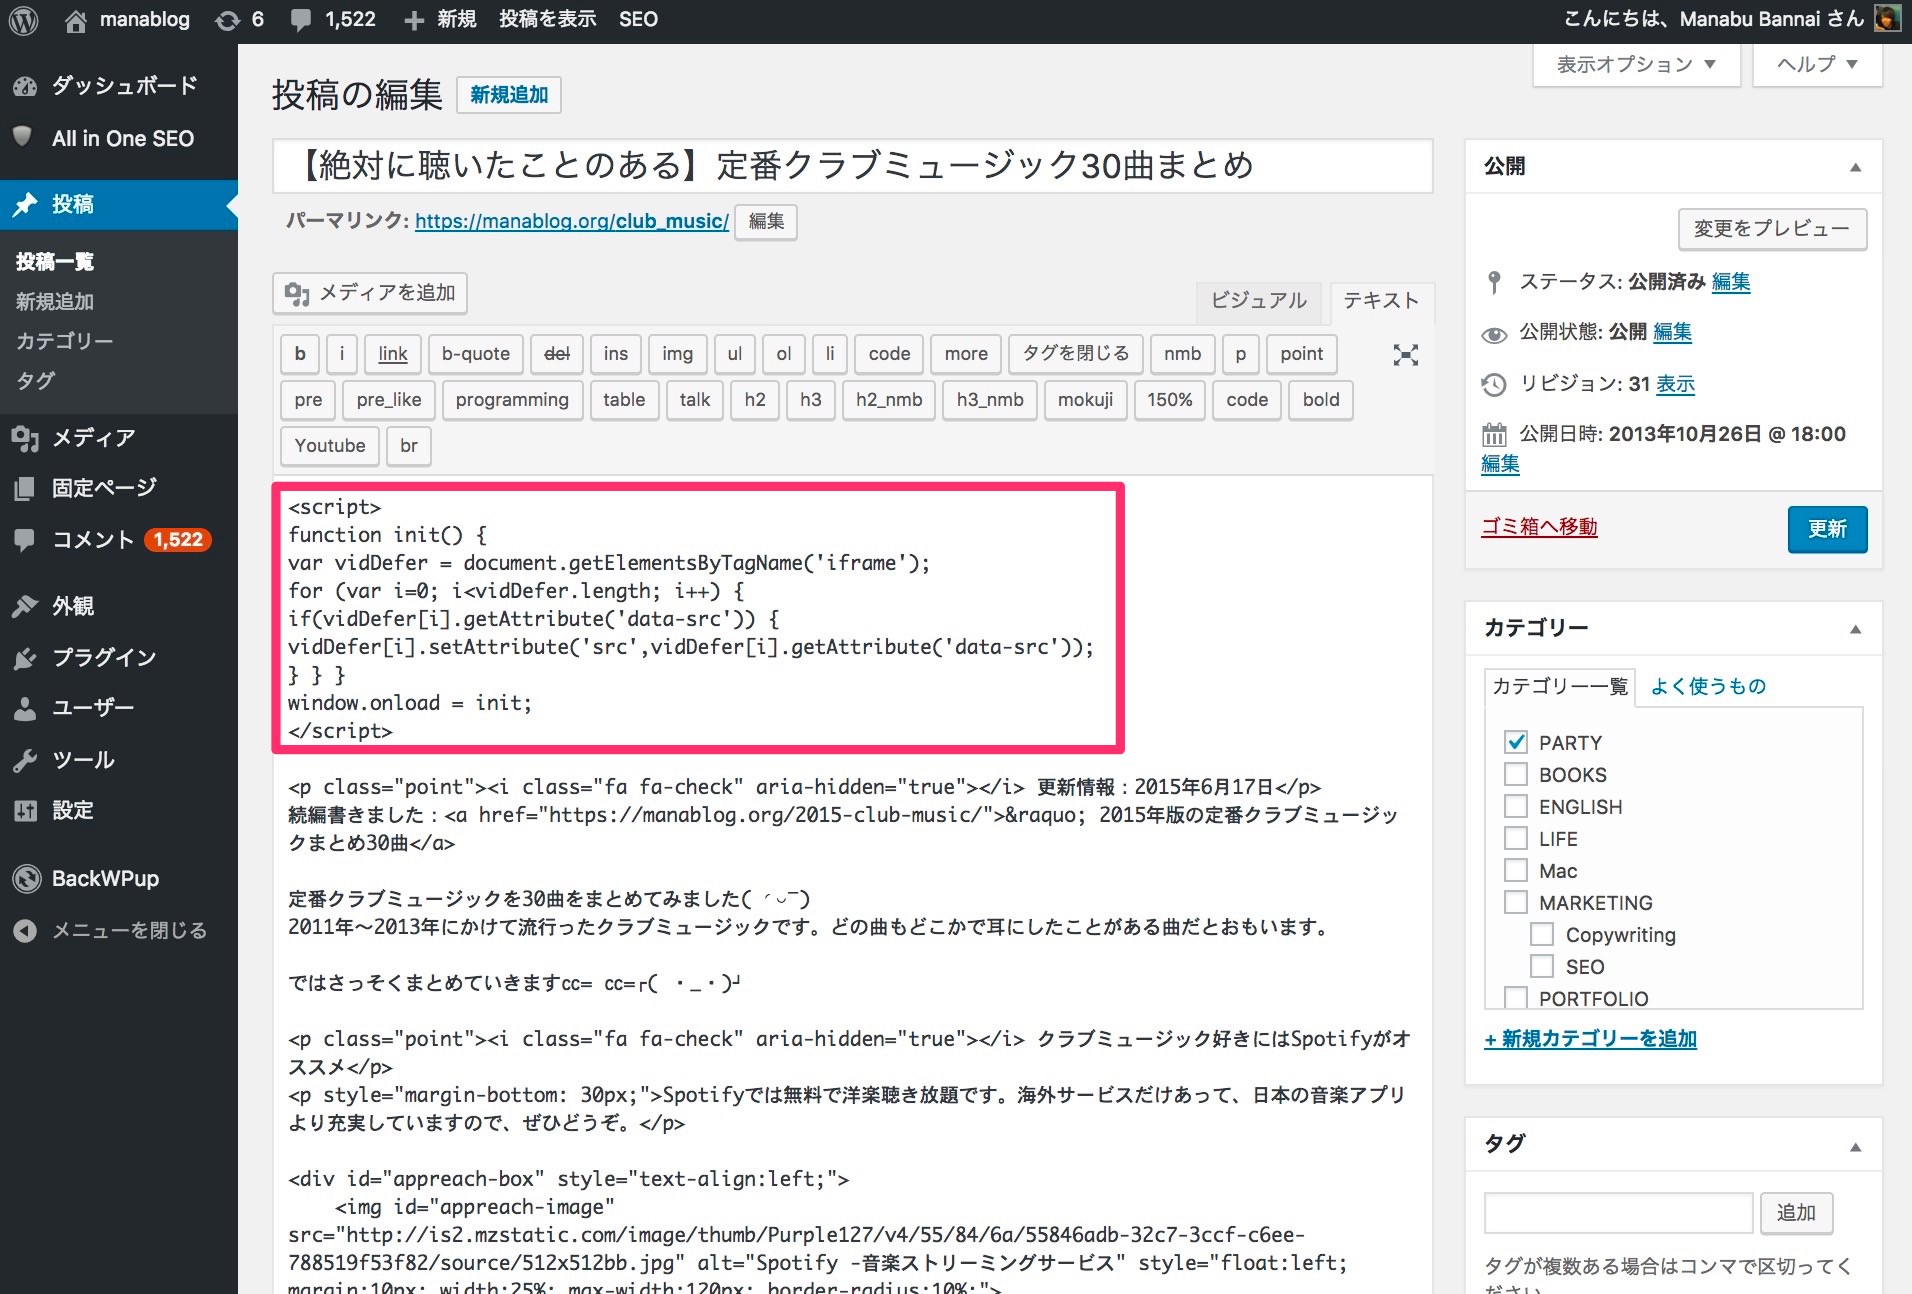 manablog 6 1,522 新規 投稿を表示 SEO こんにちは、Manabu Bannai さん
ダッシュボード
All in One SEO
投稿
投稿一覧
新規追加
カテゴリー
タグ
メディア
固定ページ
コメント 1,522
外観
プラグイン
ユーザー
ツール
設定
BackWPup
メニューを閉じる
表示オプション ▼ ヘルプ ▼
投稿の編集 新規追加
【絶対に聴いたことのある】定番クラブミュージック30曲まとめ
パーマリンク: https://manablog.org/club_music/ 編集
メディアを追加
ビジュアル テキスト
b i link b-quote del ins img ul ol li code more タグを閉じる nmb p point
pre pre_like programming table talk h2 h3 h2_nmb h3_nmb mokuji 150% code bold
Youtube br
<script>
function init() {
var vidDefer = document.getElementsByTagName('iframe');
for (var i=0; i<vidDefer.length; i++) {
if(vidDefer[i].getAttribute('data-src')) {
vidDefer[i].setAttribute('src',vidDefer[i].getAttribute('data-src'));
} } }
window.onload = init;
</script>
<p class="point"><i class="fa fa-check" aria-hidden="true"></i> 更新情報：2015年6月17日</p>
続編書きました：<a href="https://manablog.org/2015-club-music/">&raquo; 2015年版の定番クラブミュージッ
クまとめ30曲</a>
定番クラブミュージックを30曲をまとめてみました( ´◡‾)
2011年〜2013年にかけて流行ったクラブミュージックです。どの曲もどこかで耳にしたことがある曲だとおもいます。
ではさっそくまとめていきますcc= cc=┌( ・_・)┘
<p class="point"><i class="fa fa-check" aria-hidden="true"></i> クラブミュージック好きにはSpotifyがオ
ススメ</p>
<p style="margin-bottom: 30px;">Spotifyでは無料で洋楽聴き放題です。海外サービスだけあって、日本の音楽アプリ
より充実していますので、ぜひどうぞ。</p>
<div id="appreach-box" style="text-align:left;">
<img id="appreach-image"
src="http://is2.mzstatic.com/image/thumb/Purple127/v4/55/84/6a/55846adb-32c7-3ccf-c6ee-
788519f53f82/source/512x512bb.jpg" alt="Spotify -音楽ストリーミングサービス" style="float:left;
margin:10px; width:25%; max-width:120px; border-radius:10%;">
公開
変更をプレビュー
ステータス: 公開済み 編集
公開状態: 公開 編集
リビジョン: 31 表示
公開日時: 2013年10月26日 @ 18:00
編集
ゴミ箱へ移動 更新
カテゴリー
カテゴリー一覧 よく使うもの
PARTY
BOOKS
ENGLISH
LIFE
Mac
MARKETING
Copywriting
SEO
PORTFOLIO
+ 新規カテゴリーを追加
タグ
追加
タグが複数ある場合はコンマで区切ってく
ださい